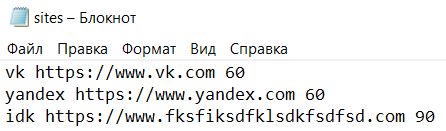 sites – Блокнот
Файл Правка Формат Вид Справка
vk https://www.vk.com 60
yandex https://www.yandex.com 60
idk https://www.fksfiksdfklsdkfsdfsd.com 90